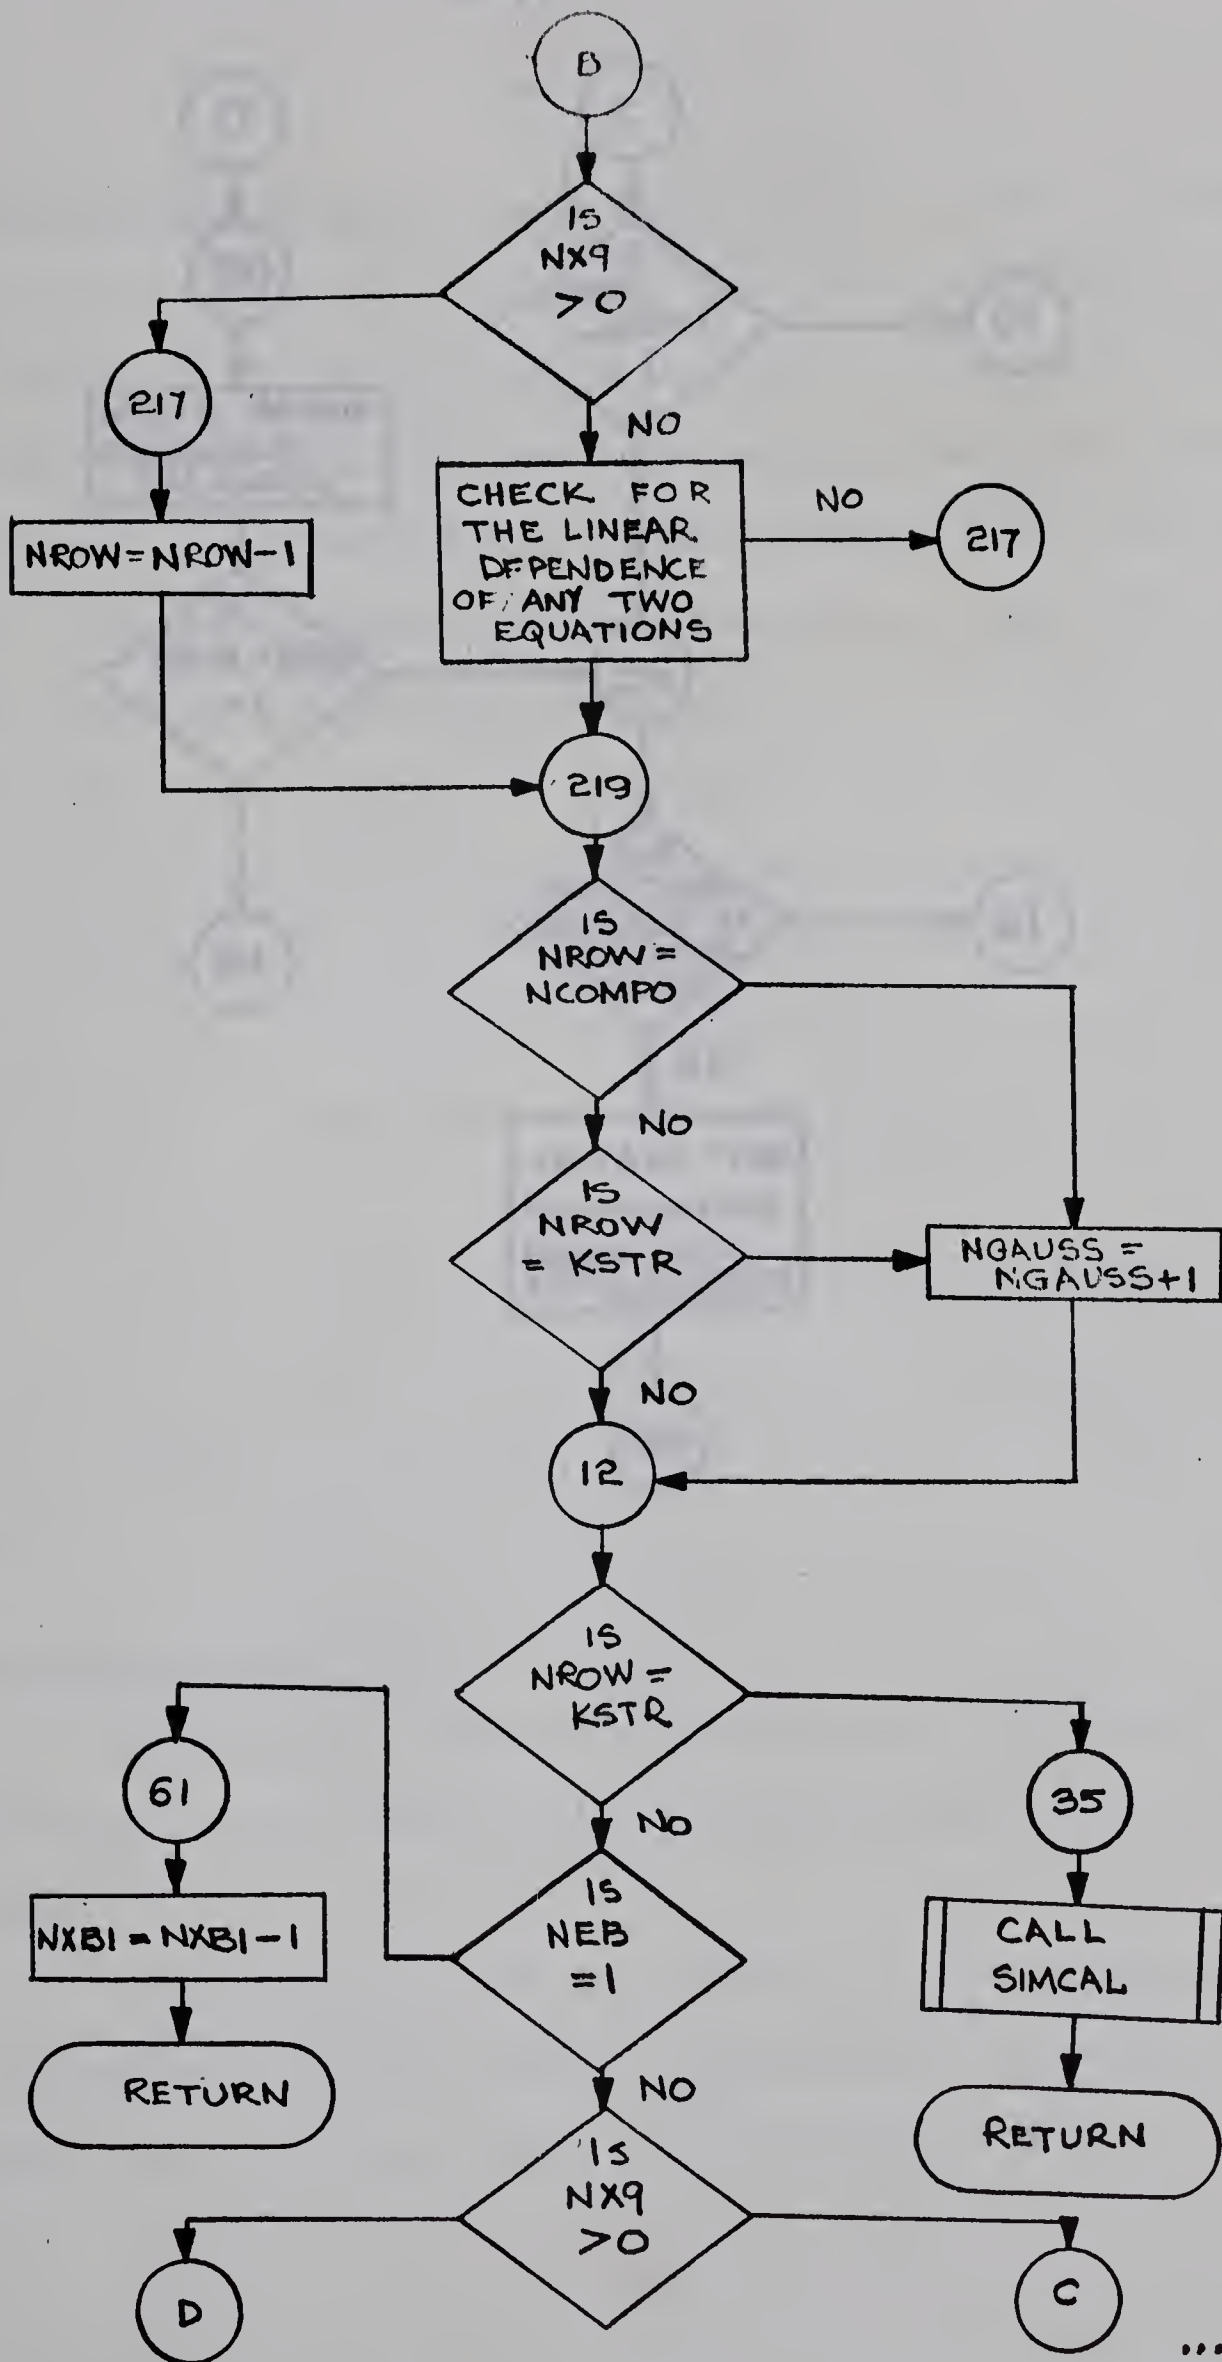 B
IS
NX9
>0
217
NO
NROW=NROW-1
CHECK FOR
THE LINEAR
DEPENDENCE
OF ANY TWO
EQUATIONS
NO
217
219
IS
NROW=
NCOMPO
NO
IS
NROW
= KSTR
NGAUSS =
NGAUSS+1
NO
12
IS
NROW=
KSTR
61
35
NO
NXB1=NXB1-1
IS
NEB
=1
CALL
SIMCAL
RETURN
NO
RETURN
IS
NX9
>0
D
C
...